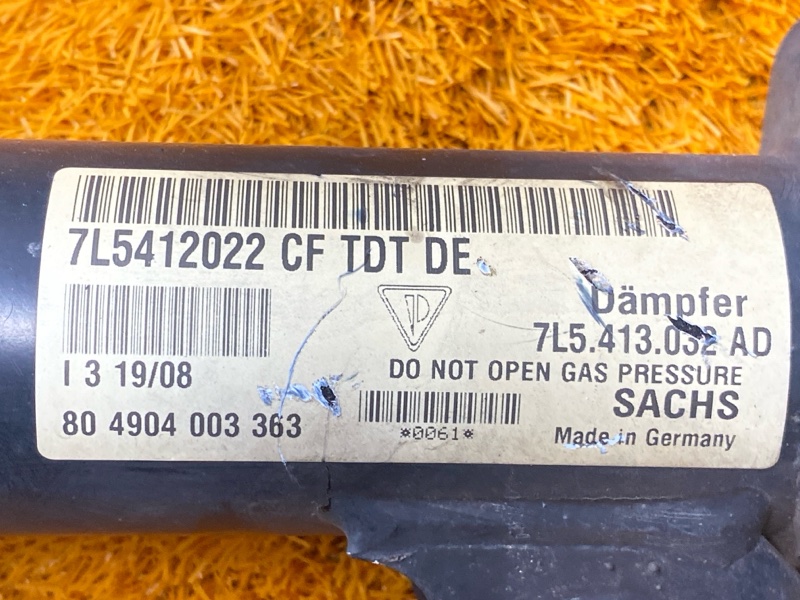 7L5412022 CF TDT DE
Dämpfer
7L5.413.032 AD
I 3 19/08
DO NOT OPEN GAS PRESSURE
80 4904 003 363
SACHS
*0061*
Made in Germany